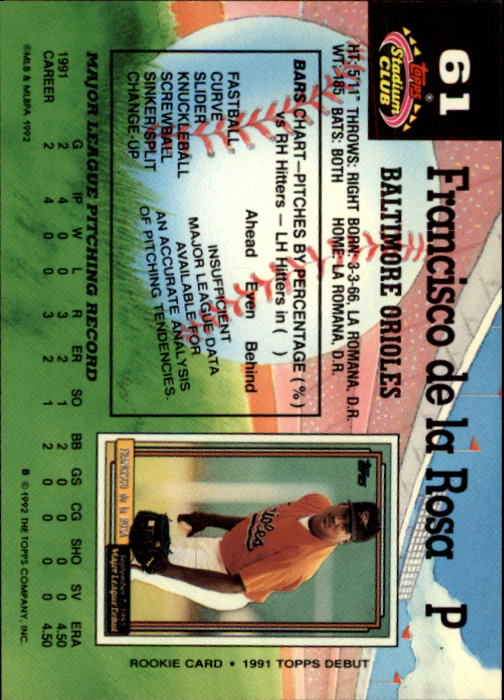 61
Topps
Stadium
CLUB
Francisco de la Rosa P
BALTIMORE ORIOLES
HT: 5'11" THROWS: RIGHT BORN: 3-3-66, LA ROMANA, D.R.
WT: 185 BATS: BOTH HOME: LA ROMANA, D.R.
BARS CHART—PITCHES BY PERCENTAGE (%)
vs RH Hitters — LH Hitters in ( )
Ahead Even Behind
FASTBALL
CURVE
SLIDER
KNUCKLEBALL
SCREWBALL
SINKER/SPLIT
CHANGE-UP
INSUFFICIENT
MAJOR LEAGUE DATA
AVAILABLE FOR
AN ACCURATE ANALYSIS
OF PITCHING TENDENCIES.
Topps
Orioles
FRANCISCO de la ROSA
Major League Debut
ROOKIE CARD • 1991 TOPPS DEBUT
MAJOR LEAGUE PITCHING RECORD
G IP W L R ER SO BB GS CG SHO SV ERA
1991 2 4 0 0 3 2 1 2 0 0 0 0 4.50
CAREER 2 4 0 0 3 2 1 2 0 0 0 0 4.50
©MLB & MLBPA 1992
B © 1992 THE TOPPS COMPANY, INC.